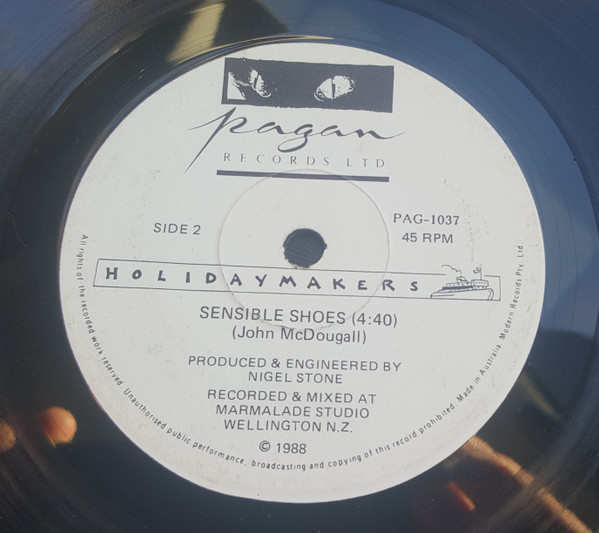 pagan
RECORDS LTD
SIDE 2
PAG-1037
45 RPM
HOLIDAYMAKERS
SENSIBLE SHOES (4:40)
(John McDougall)
PRODUCED & ENGINEERED BY
NIGEL STONE
RECORDED & MIXED AT
MARMALADE STUDIO
WELLINGTON N.Z.
© 1988
All rights of the recorded work reserved. Unauthorised public performance, broadcasting and copying of this record prohibited. Made in Australia. Modern Records Pty. Ltd.